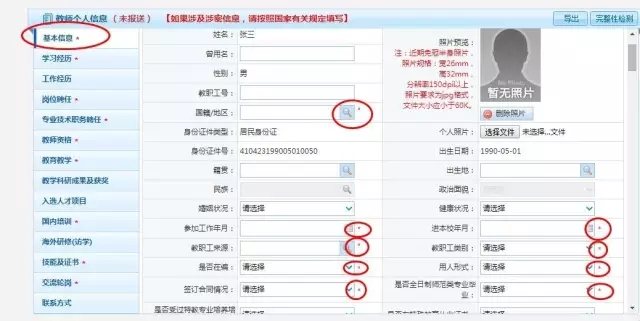 教师个人信息 （未报送） 【如果涉及涉密信息，请按照国家有关规定填写】 导出 完整性检测
基本信息 *
学习经历 *
工作经历
岗位聘任 *
专业技术职务聘任 *
教师资格 *
教育教学 *
教学科研成果及获奖
入选人才项目
国内培训 *
海外研修(访学)
技能及证书 *
交流轮岗 *
联系方式
姓名： 张三
曾用名：
性别： 男
教职工号：
国籍/地区： *
照片预览：
注：近期免冠半身照片，
照片规格：宽26mm，
高32mm，
分辨率150dpi以上，
照片要求为jpg格式，
文件大小应小于60K。
暂无照片
删除照片
身份证件类型： 居民身份证 个人照片： 选择文件 未选择...文件
身份证件号： 410423199005010050 出生日期： 1990-05-01
籍贯： 出生地：
民族： 政治面貌：
婚姻状况： 请选择 健康状况： 请选择
参加工作年月： * 进本校年月： *
教职工来源： * 教职工类别： 请选择 *
是否在编： 请选择 * 用人形式： 请选择 *
签订合同情况： 请选择 * 是否全日制师范类专业毕业： 请选择 *